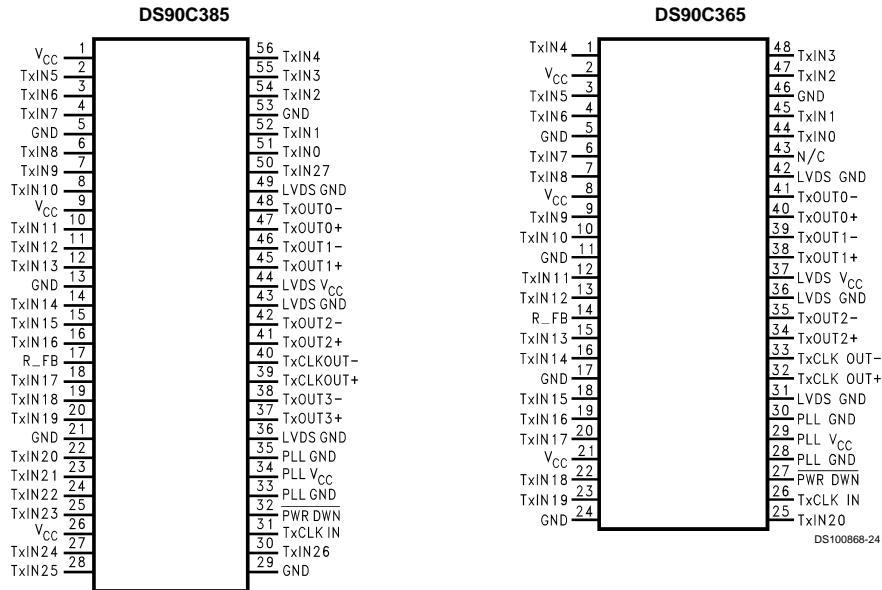 DS90C385
V_CC 1
TxIN5 2
TxIN6 3
TxIN7 4
GND 5
TxIN8 6
TxIN9 7
TxIN10 8
V_CC 9
TxIN11 10
TxIN12 11
TxIN13 12
GND 13
TxIN14 14
TxIN15 15
TxIN16 16
R_FB 17
TxIN17 18
TxIN18 19
TxIN19 20
GND 21
TxIN20 22
TxIN21 23
TxIN22 24
TxIN23 25
V_CC 26
TxIN24 27
TxIN25 28
56 TxIN4
55 TxIN3
54 TxIN2
53 GND
52 TxIN1
51 TxIN0
50 TxIN27
49 LVDS GND
48 TxOUT0-
47 TxOUT0+
46 TxOUT1-
45 TxOUT1+
44 LVDS V_CC
43 LVDS GND
42 TxOUT2-
41 TxOUT2+
40 TxCLKOUT-
39 TxCLKOUT+
38 TxOUT3-
37 TxOUT3+
36 LVDS GND
35 PLL GND
34 PLL V_CC
33 PLL GND
32 PWR DWN
31 TxCLK IN
30 TxIN26
29 GND
DS90C365
TxIN4 1
V_CC 2
TxIN5 3
TxIN6 4
GND 5
TxIN7 6
TxIN8 7
V_CC 8
TxIN9 9
TxIN10 10
GND 11
TxIN11 12
TxIN12 13
R_FB 14
TxIN13 15
TxIN14 16
GND 17
TxIN15 18
TxIN16 19
TxIN17 20
V_CC 21
TxIN18 22
TxIN19 23
GND 24
48 TxIN3
47 TxIN2
46 GND
45 TxIN1
44 TxIN0
43 N/C
42 LVDS GND
41 TxOUT0-
40 TxOUT0+
39 TxOUT1-
38 TxOUT1+
37 LVDS V_CC
36 LVDS GND
35 TxOUT2-
34 TxOUT2+
33 TxCLK OUT-
32 TxCLK OUT+
31 LVDS GND
30 PLL GND
29 PLL V_CC
28 PLL GND
27 PWR DWN
26 TxCLK IN
25 TxIN20
DS100868-24